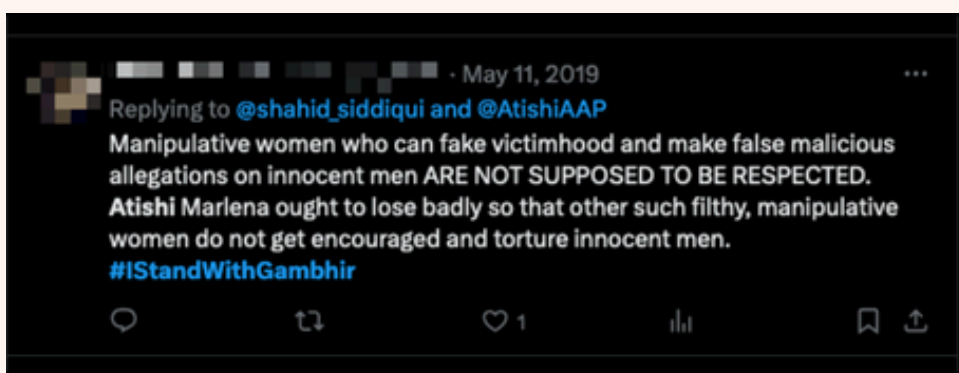 · May 11, 2019
Replying to @shahid_siddiqui and @AtishiAAP
Manipulative women who can fake victimhood and make false malicious
allegations on innocent men ARE NOT SUPPOSED TO BE RESPECTED.
Atishi Marlena ought to lose badly so that other such filthy, manipulative
women do not get encouraged and torture innocent men.
#IStandWithGambhir
1